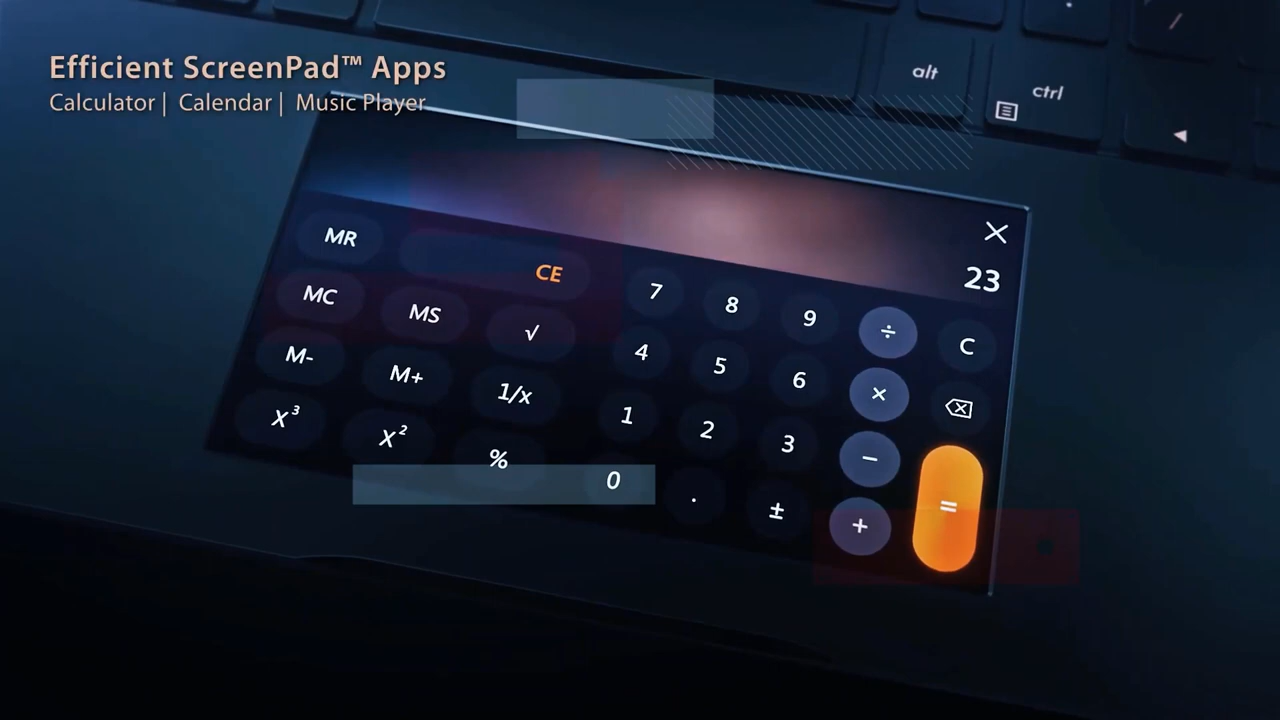 Efficient ScreenPad™ Apps
Calculator | Calendar | Music Player
/
alt
ctrl
◄
×
23
MR
CE
7
8
9
÷
C
MC
MS
√
4
5
6
×
⌫
M-
M+
1/x
1
2
3
−
=
X³
X²
%
0
.
±
+